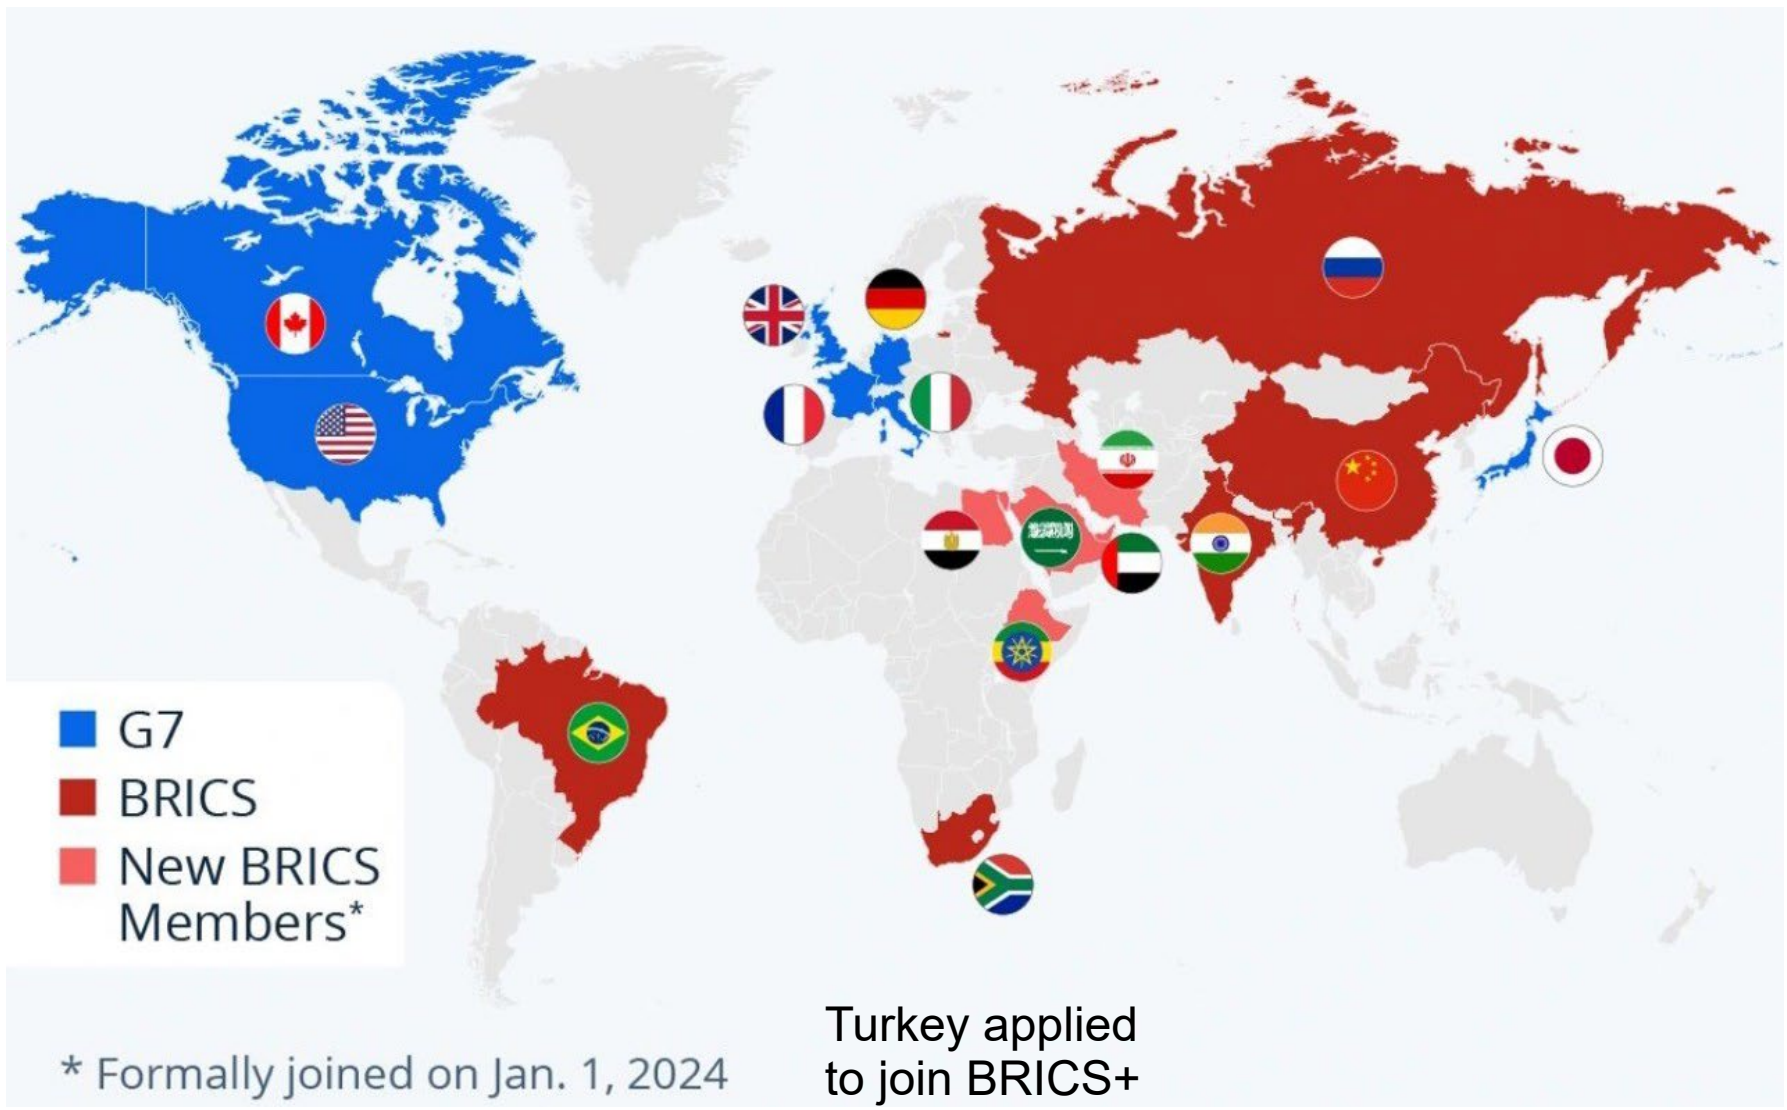 G7
BRICS
New BRICS
Members*
* Formally joined on Jan. 1, 2024
Turkey applied
to join BRICS+